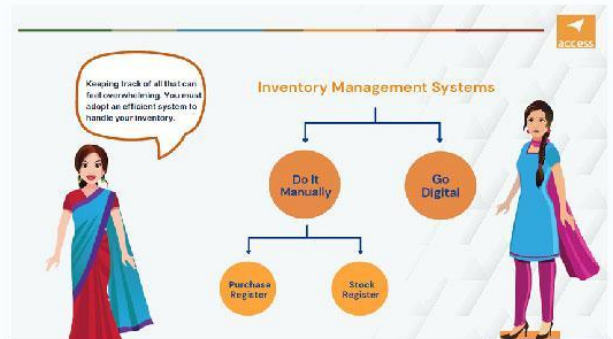 access
Keeping track of all that can
feel overwhelming. You must
adopt an efficient system to
handle your inventory.
Inventory Management Systems
Do It
Manually
Go
Digital
Purchase
Register
Stock
Register